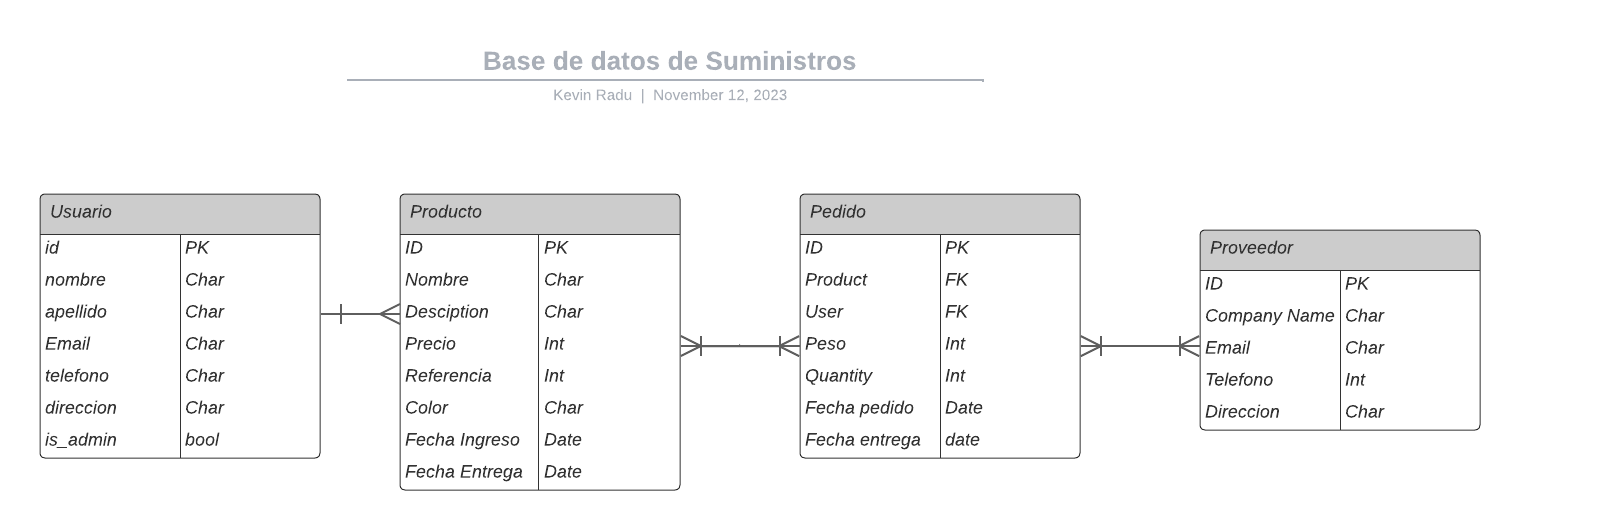 Base de datos de Suministros
Kevin Radu | November 12, 2023
Usuario
id PK
nombre Char
apellido Char
Email Char
telefono Char
direccion Char
is_admin bool
Producto
ID PK
Nombre Char
Desciption Char
Precio Int
Referencia Int
Color Char
Fecha Ingreso Date
Fecha Entrega Date
Pedido
ID PK
Product FK
User FK
Peso Int
Quantity Int
Fecha pedido Date
Fecha entrega date
Proveedor
ID PK
Company Name Char
Email Char
Telefono Int
Direccion Char